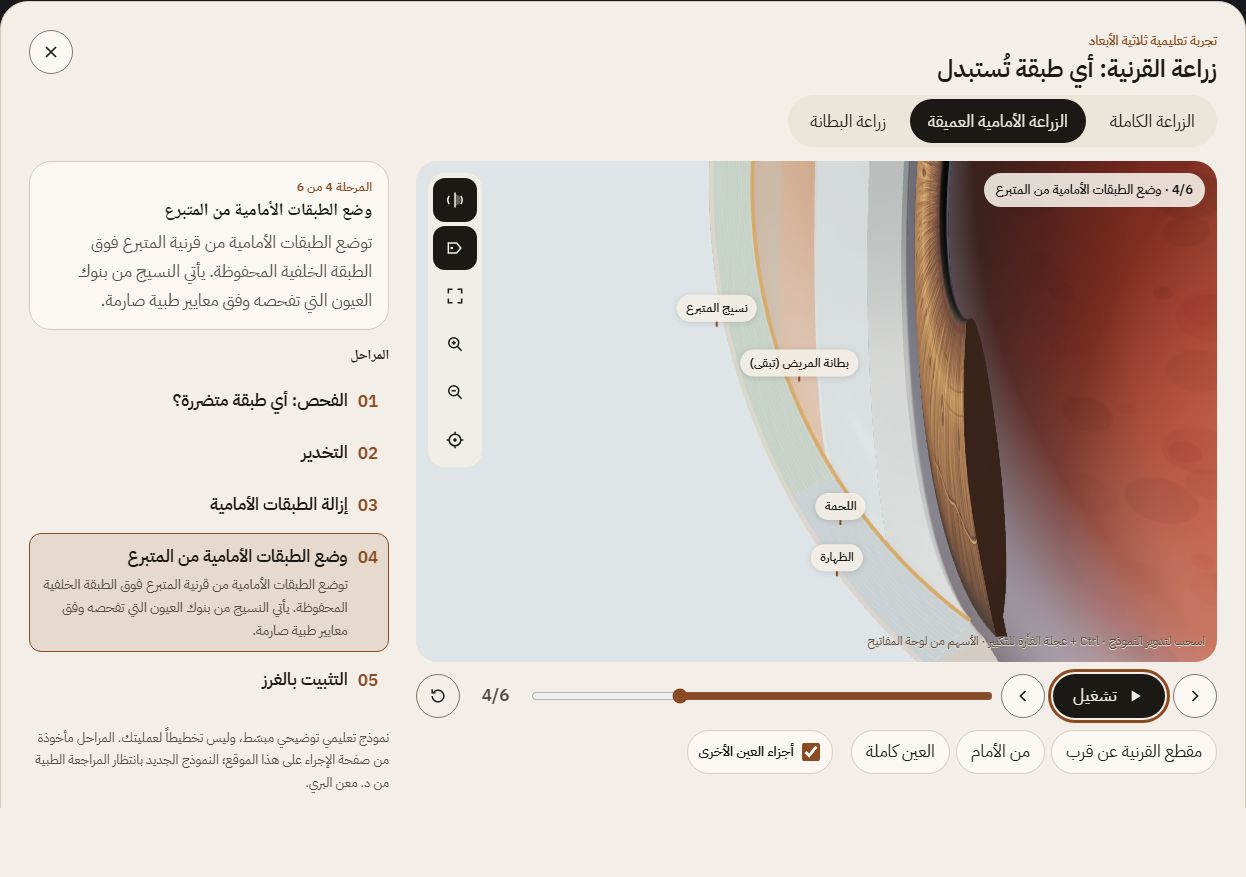 تجربة تعليمية ثلاثية الأبعاد
زراعة القرنية: أي طبقة تُستبدل
الزراعة الكاملة
الزراعة الأمامية العميقة
زراعة البطانة
4/6 · وضع الطبقات الأمامية من المتبرع
نسيج المتبرع
بطانة المريض (تبقى)
اللحمة
الظهارة
اسحب لتدوير النموذج · Ctrl + عجلة الفأرة للتكبير · الأسهم من لوحة المفاتيح
تشغيل
4/6
مقطع القرنية عن قرب
من الأمام
العين كاملة
أجزاء العين الأخرى
المرحلة 4 من 6
وضع الطبقات الأمامية من المتبرع
توضع الطبقات الأمامية من قرنية المتبرع فوق
الطبقة الخلفية المحفوظة. يأتي النسيج من بنوك
العيون التي تفحصه وفق معايير طبية صارمة.
المراحل
01 الفحص: أي طبقة متضررة؟
02 التخدير
03 إزالة الطبقات الأمامية
04 وضع الطبقات الأمامية من المتبرع
توضع الطبقات الأمامية من قرنية المتبرع فوق الطبقة الخلفية
المحفوظة. يأتي النسيج من بنوك العيون التي تفحصه وفق
معايير طبية صارمة.
05 التثبيت بالغرز
نموذج تعليمي توضيحي مبسّط، وليس تخطيطاً لعمليتك. المراحل مأخوذة
من صفحة الإجراء على هذا الموقع؛ النموذج الجديد بانتظار المراجعة الطبية
من د. معن البري.